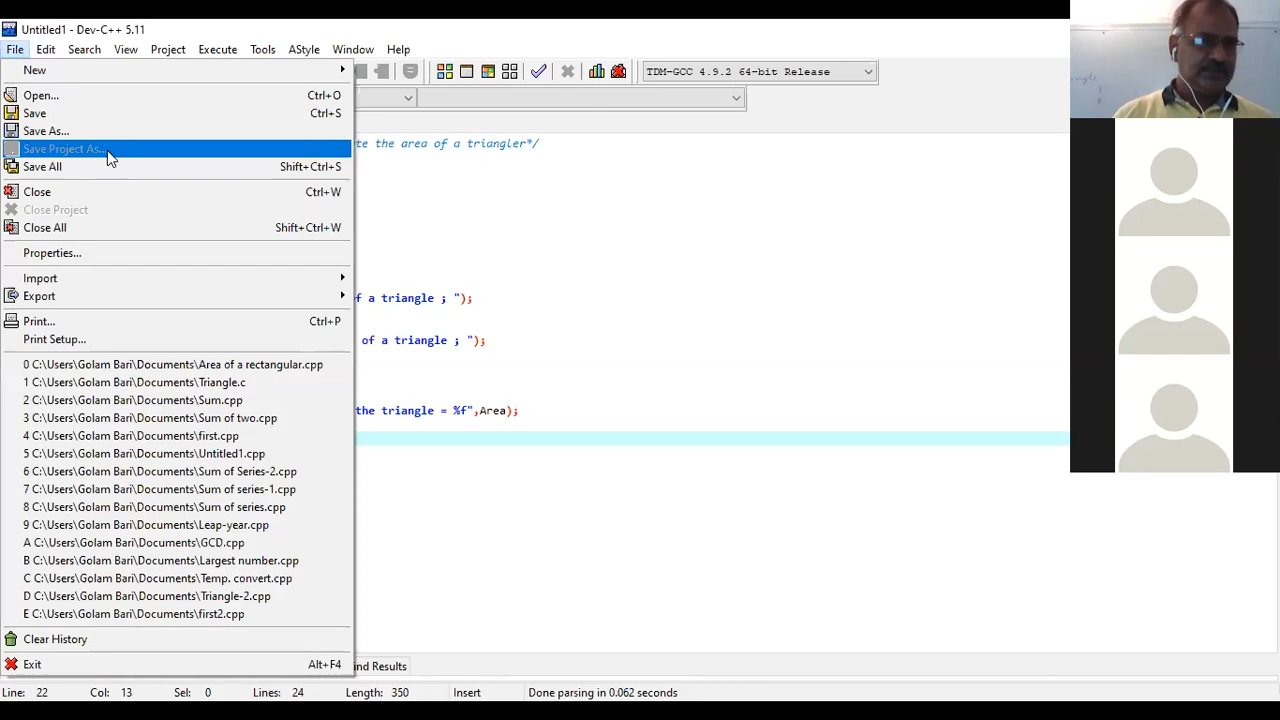 Untitled1 - Dev-C++ 5.11
File Edit Search View Project Execute Tools AStyle Window Help
New
TDM-GCC 4.9.2 64-bit Release
Open... Ctrl+O
Save Ctrl+S
Save As...
te the area of a triangler*/
Save Project As...
Save All Shift+Ctrl+S
Close Ctrl+W
Close Project
Close All Shift+Ctrl+W
Properties...
Import
Export
f a triangle ; ");
Print... Ctrl+P
Print Setup...
of a triangle ; ");
0 C:\Users\Golam Bari\Documents\Area of a rectangular.cpp
1 C:\Users\Golam Bari\Documents\Triangle.c
2 C:\Users\Golam Bari\Documents\Sum.cpp
the triangle = %f",Area);
3 C:\Users\Golam Bari\Documents\Sum of two.cpp
4 C:\Users\Golam Bari\Documents\first.cpp
5 C:\Users\Golam Bari\Documents\Untitled1.cpp
6 C:\Users\Golam Bari\Documents\Sum of Series-2.cpp
7 C:\Users\Golam Bari\Documents\Sum of series-1.cpp
8 C:\Users\Golam Bari\Documents\Sum of series.cpp
9 C:\Users\Golam Bari\Documents\Leap-year.cpp
A C:\Users\Golam Bari\Documents\GCD.cpp
B C:\Users\Golam Bari\Documents\Largest number.cpp
C C:\Users\Golam Bari\Documents\Temp. convert.cpp
D C:\Users\Golam Bari\Documents\Triangle-2.cpp
E C:\Users\Golam Bari\Documents\first2.cpp
Clear History
Exit Alt+F4
ind Results
Line: 22 Col: 13 Sel: 0 Lines: 24 Length: 350 Insert Done parsing in 0.062 seconds